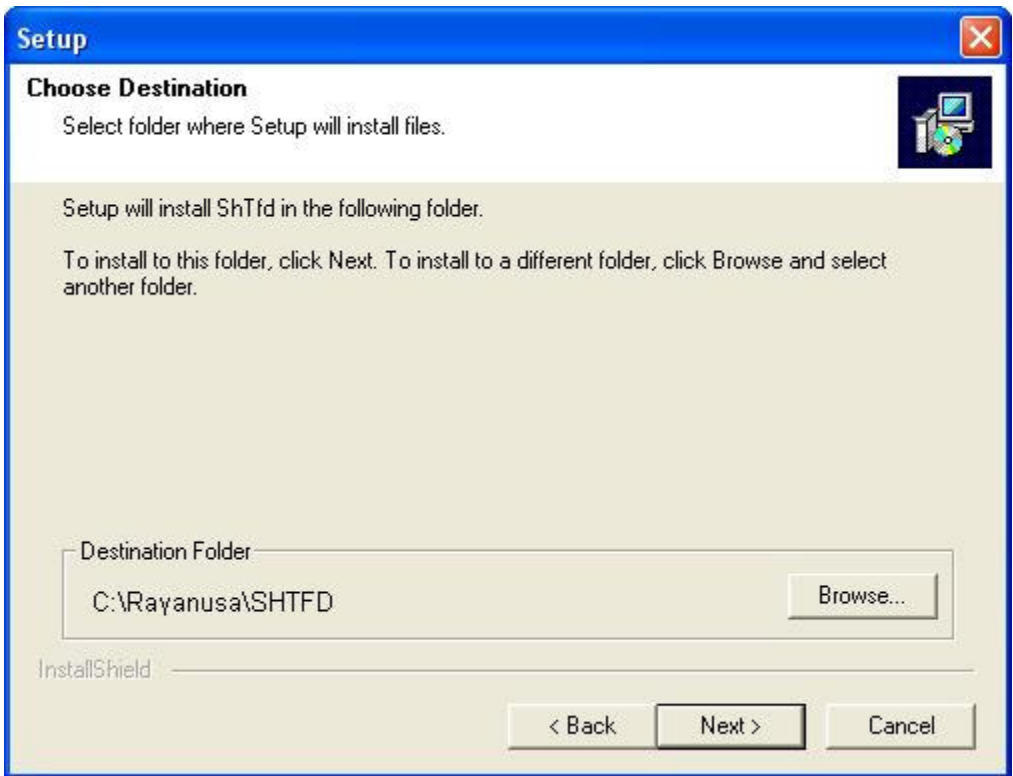 Setup
Choose Destination
Select folder where Setup will install files.
Setup will install ShTfd in the following folder.
To install to this folder, click Next. To install to a different folder, click Browse and select
another folder.
Destination Folder
C:\Rayanusa\SHTFD
Browse...
InstallShield
< Back
Next >
Cancel